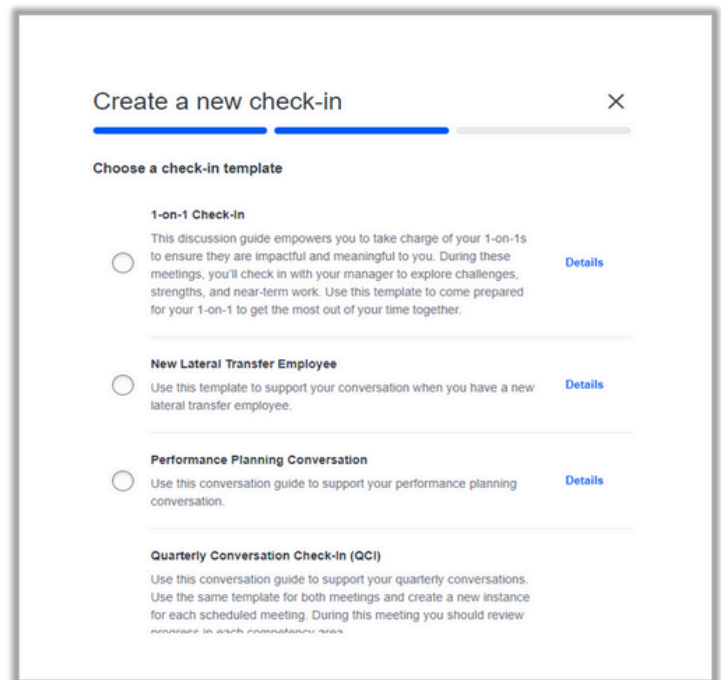 Create a new check-in
Choose a check-in template
1-on-1 Check-In
This discussion guide empowers you to take charge of your 1-on-1s
to ensure they are impactful and meaningful to you. During these
meetings, you'll check in with your manager to explore challenges,
strengths, and near-term work. Use this template to come prepared
for your 1-on-1 to get the most out of your time together.
Details
New Lateral Transfer Employee
Use this template to support your conversation when you have a new
lateral transfer employee.
Details
Performance Planning Conversation
Use this conversation guide to support your performance planning
conversation.
Details
Quarterly Conversation Check-In (QCI)
Use this conversation guide to support your quarterly conversations.
Use the same template for both meetings and create a new instance
for each scheduled meeting. During this meeting you should review
progress in each competency area